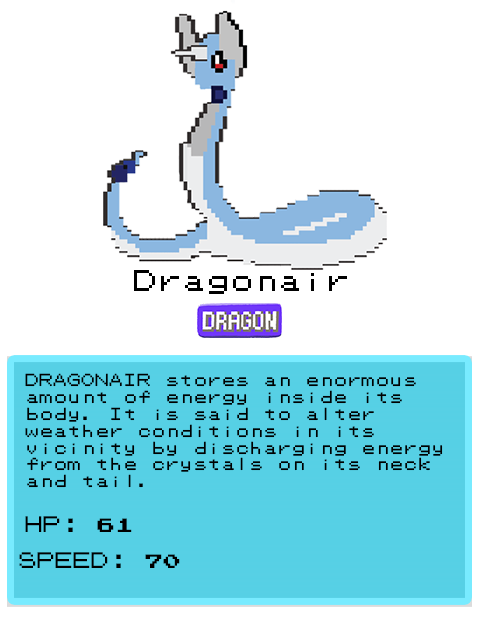 Dragonair
DRAGON
DRAGONAIR stores an enormous
amount of energy inside its
body. It is said to alter
weather conditions in its
vicinity by discharging energy
from the crystals on its neck
and tail.
HP: 61
SPEED: 70